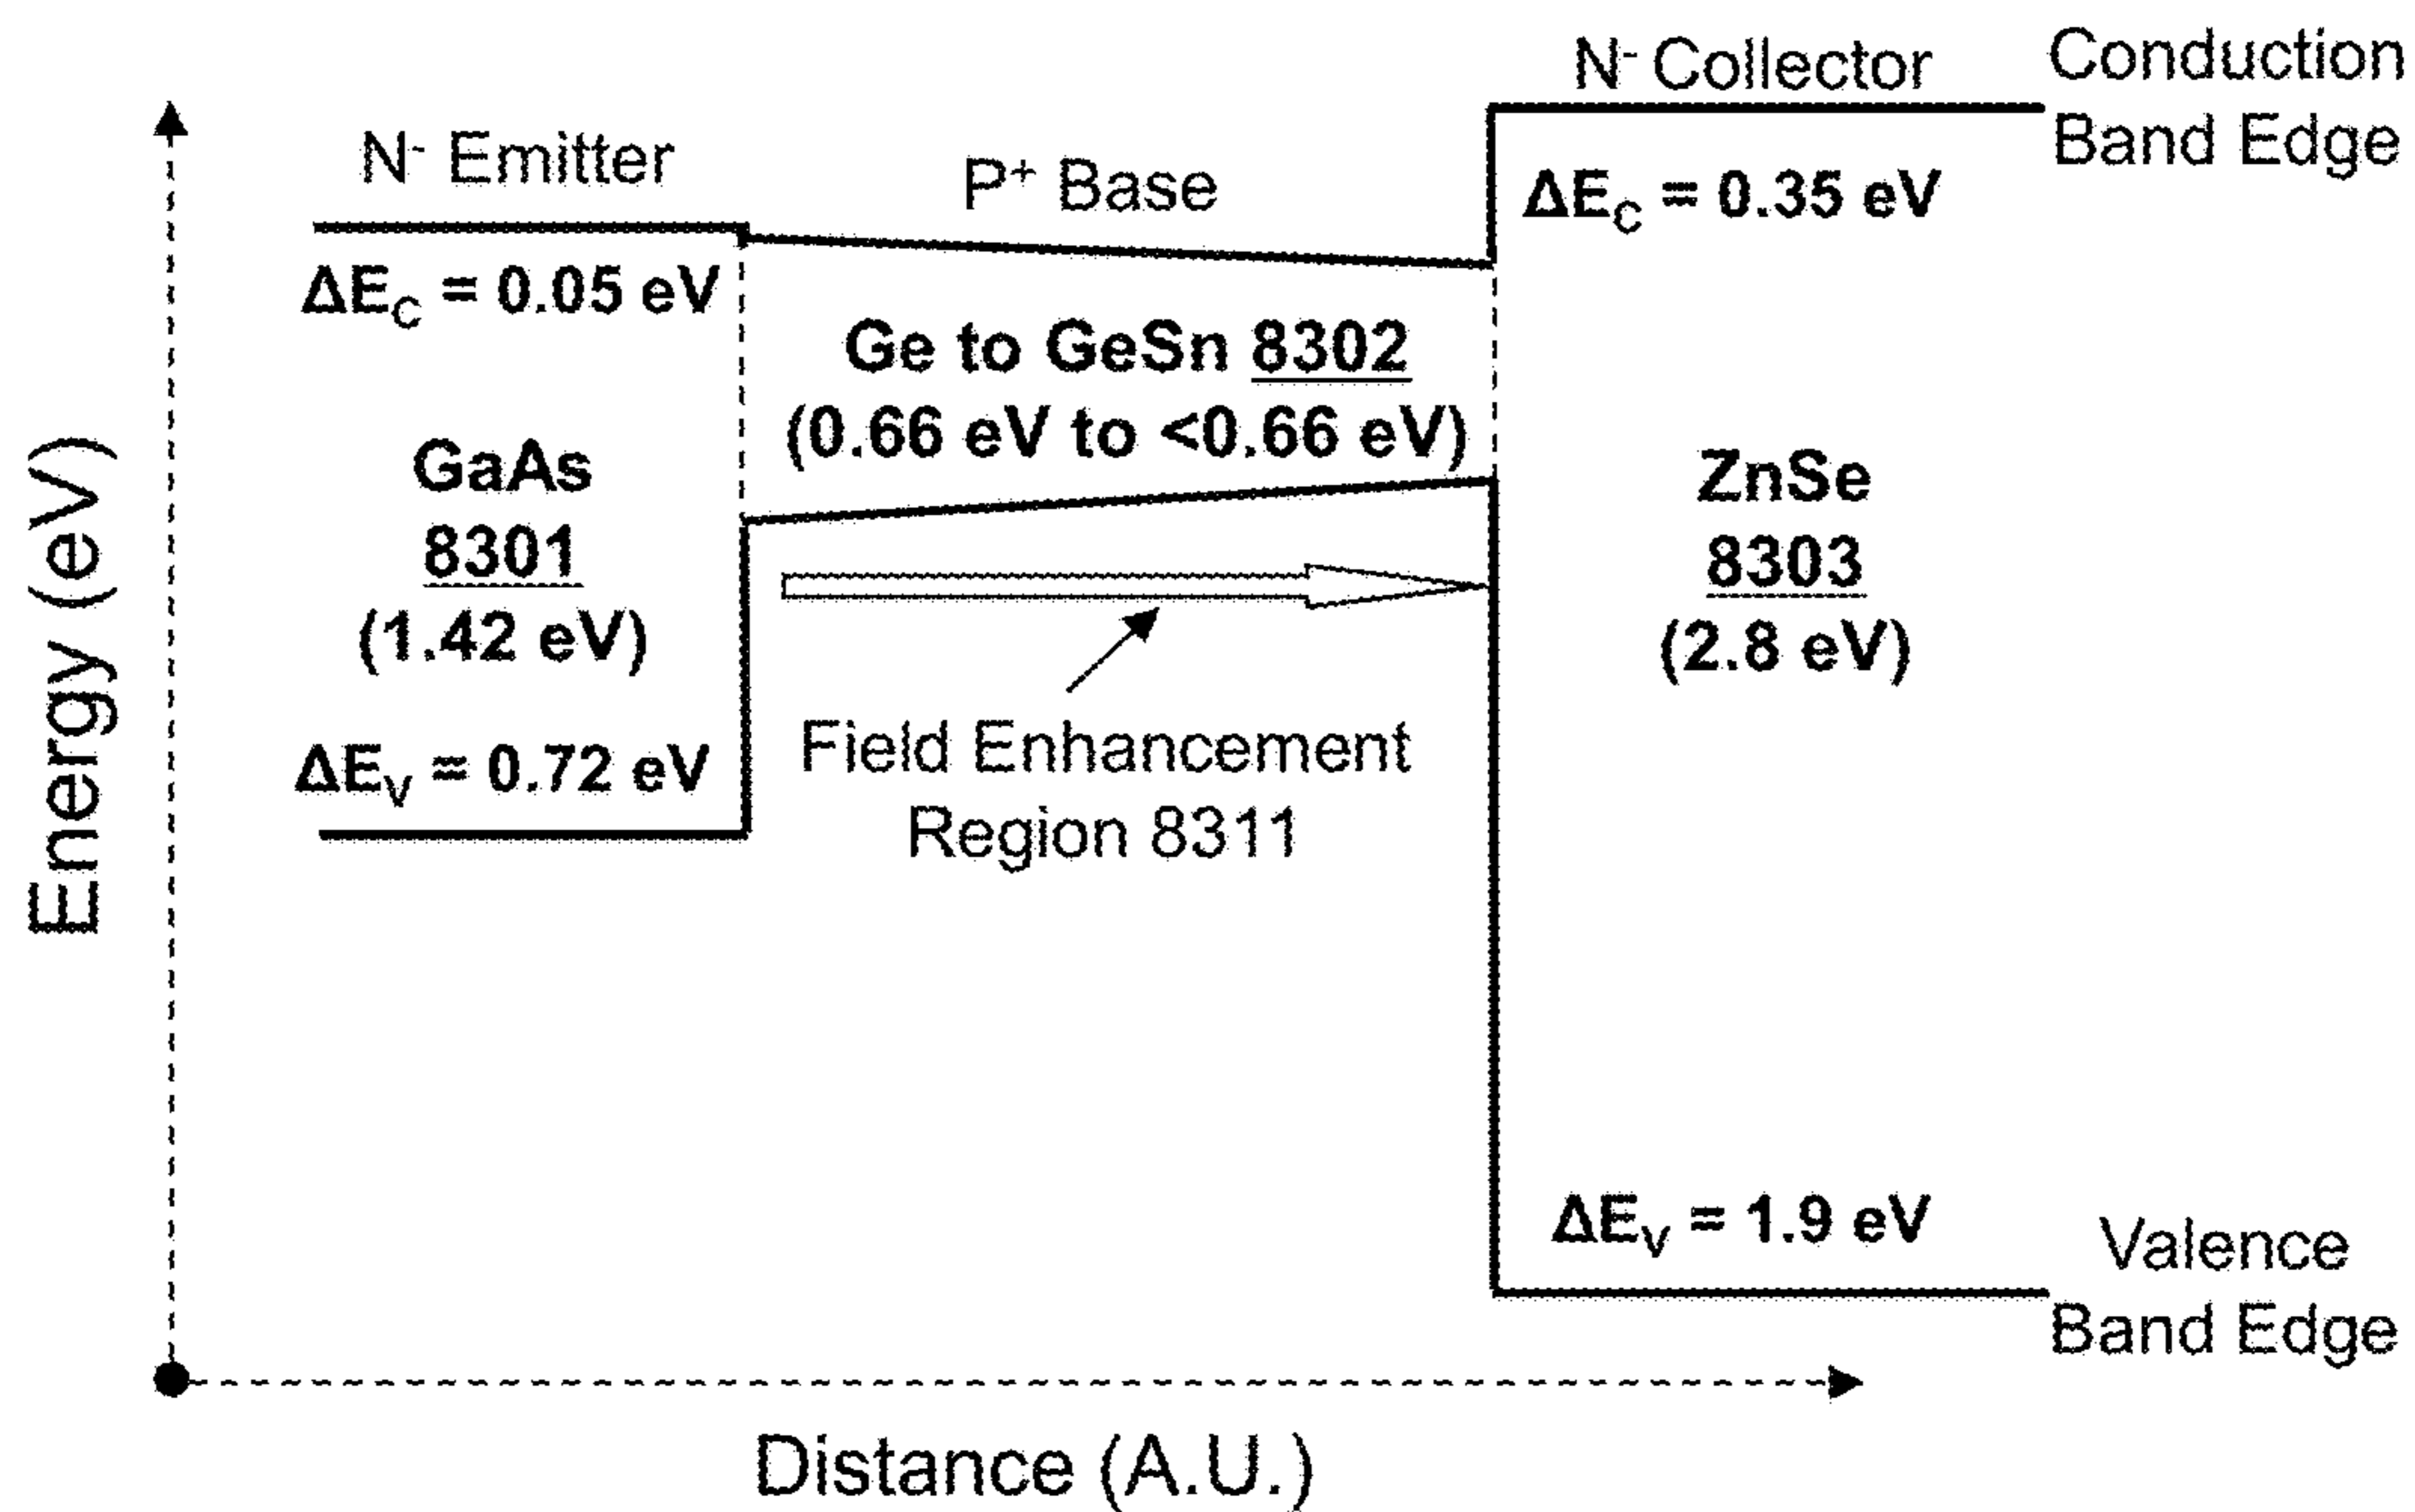 N⁻ Collector
Conduction
Band Edge
N⁻ Emitter
P⁺ Base
ΔE_C = 0.35 eV
ΔE_C = 0.05 eV
Ge to GeSn 8302
(0.66 eV to <0.66 eV)
GaAs
8301
(1.42 eV)
ZnSe
8303
(2.8 eV)
Energy (eV)
ΔE_V = 0.72 eV
Field Enhancement
Region 8311
ΔE_V = 1.9 eV
Valence
Band Edge
Distance (A.U.)